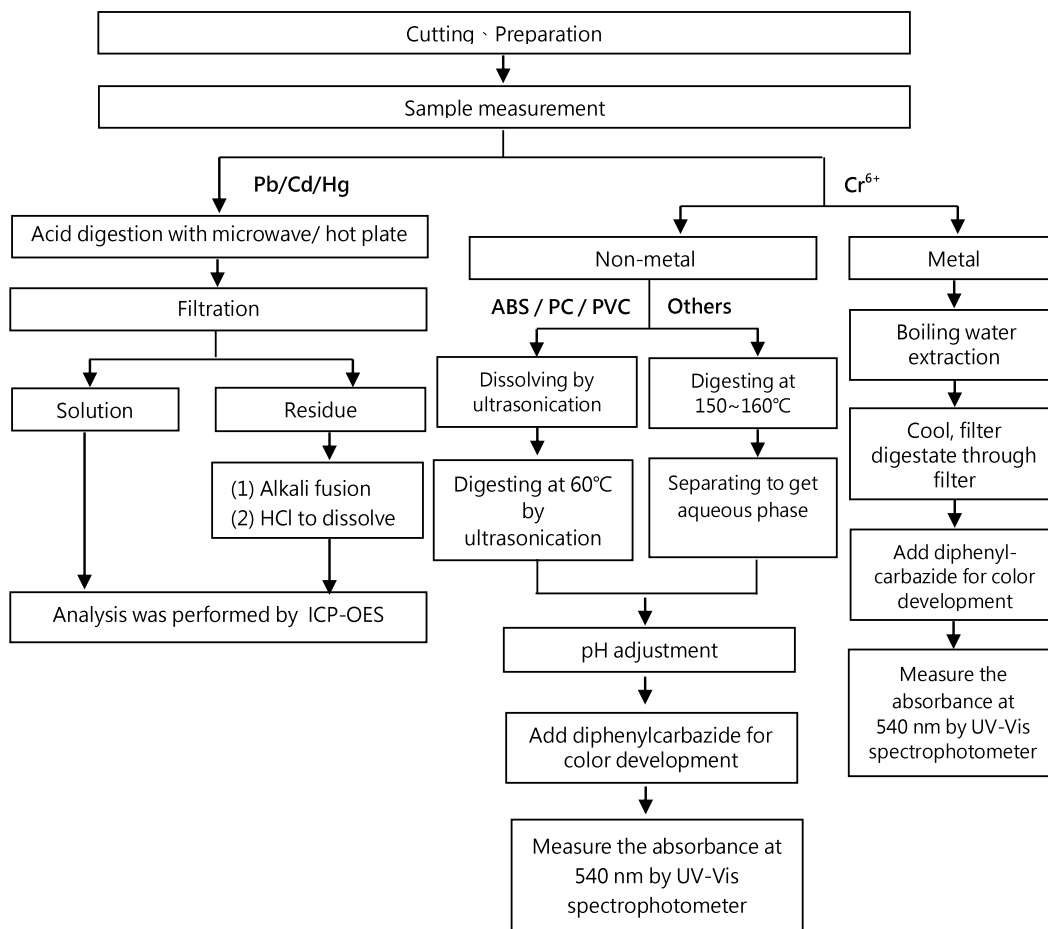 Cutting、Preparation
Sample measurement
Pb/Cd/Hg
Acid digestion with microwave/ hot plate
Filtration
Solution
Residue
(1) Alkali fusion
(2) HCl to dissolve
Analysis was performed by ICP-OES
Cr⁶⁺
Non-metal
ABS / PC / PVC
Others
Dissolving by
ultrasonication
Digesting at 60℃
by
ultrasonication
Digesting at
150~160℃
Separating to get
aqueous phase
pH adjustment
Add diphenylcarbazide for
color development
Measure the absorbance at
540 nm by UV-Vis
spectrophotometer
Metal
Boiling water
extraction
Cool, filter
digestate through
filter
Add diphenyl-
carbazide for color
development
Measure the
absorbance at
540 nm by UV-Vis
spectrophotometer